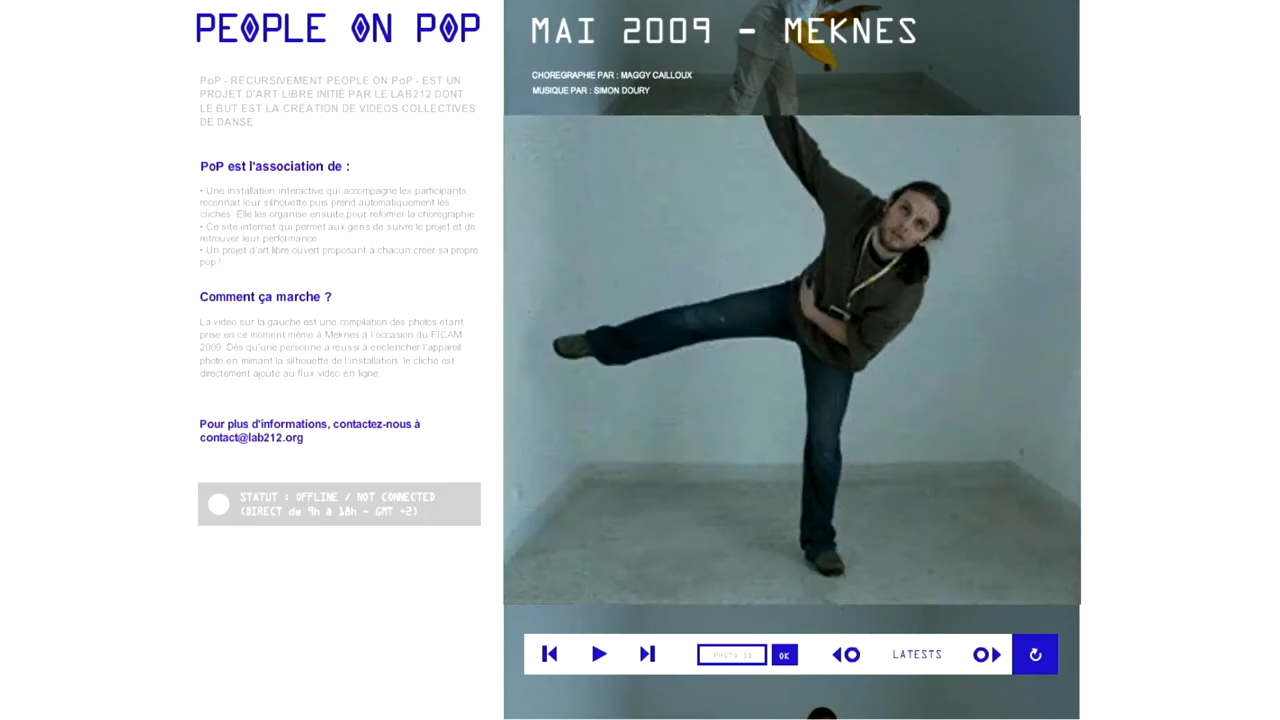 PEOPLE ON POP
PoP - RÉCURSIVEMENT PEOPLE ON PoP - EST UN
PROJET D'ART LIBRE INITIÉ PAR LE LAB212 DONT
LE BUT EST LA CRÉATION DE VIDEOS COLLECTIVES
DE DANSE
PoP est l'association de :
• Une installation interactive qui accompagne les participants
reconnait leur silhouette puis prend automatiquement les
cliches. Elle les organise ensuite pour reformer la choregraphie
• Ce site internet qui permet aux gens de suivre le projet et de
retrouver leur performance
• Un projet d'art libre ouvert proposant a chacun creer sa propre
pop !
Comment ça marche ?
La vidéo sur la gauche est une compilation des photos étant
prise en ce moment même à Meknes à l'occasion du FICAM
2009. Dès qu'une personne a réussi à enclencher l'appareil
photo en mimant la silhouette de l'installation, le cliché est
directement ajouté au flux vidéo en ligne.
Pour plus d'informations, contactez-nous à
contact@lab212.org
STATUT : OFFLINE / NOT CONNECTED
(DIRECT de 9h à 18h - GMT +2)
MAI 2009 - MEKNES
CHOREGRAPHIE PAR : MAGGY CAILLOUX
MUSIQUE PAR : SIMON DOURY
PHOTO ID
OK
LATESTS